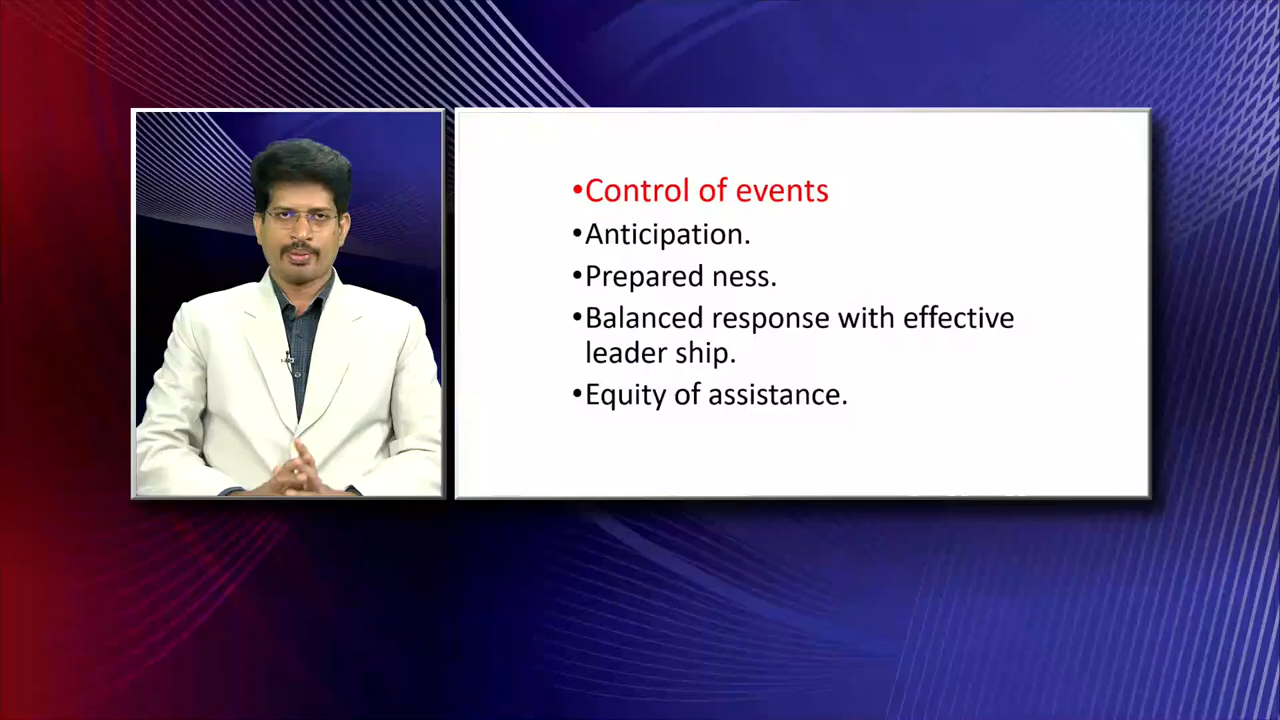 •Control of events
•Anticipation.
•Prepared ness.
•Balanced response with effective
leader ship.
•Equity of assistance.